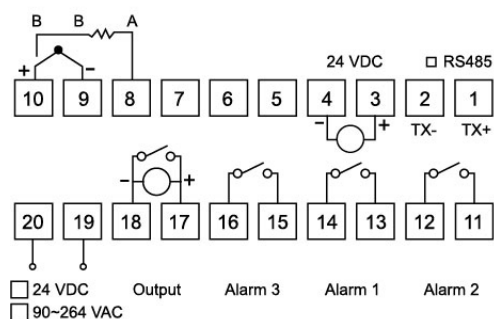 B B A
24 VDC □ RS485
+ -
10 9 8 7 6 5 4 3 2 1
- + TX- TX+
- +
20 19 18 17 16 15 14 13 12 11
□ 24 VDC Output Alarm 3 Alarm 1 Alarm 2
□ 90~264 VAC